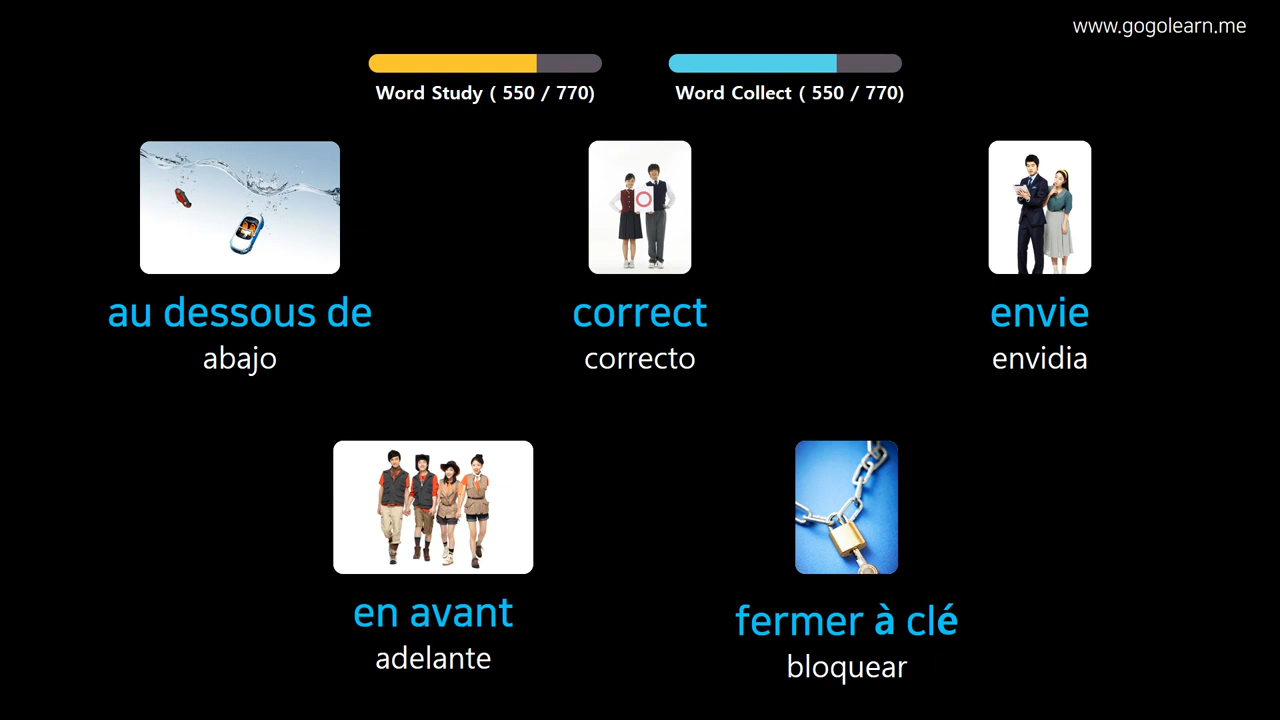 www.gogolearn.me
Word Study ( 550 / 770)
Word Collect ( 550 / 770)
au dessous de
abajo
correct
correcto
envie
envidia
en avant
adelante
fermer à clé
bloquear